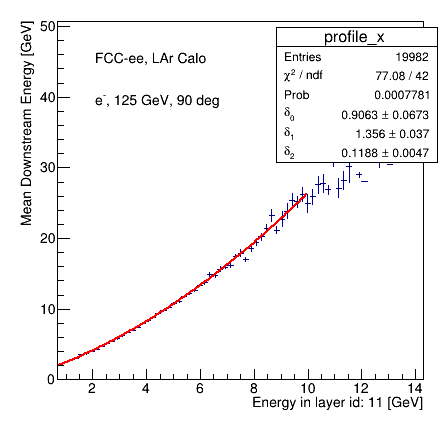 Mean Downstream Energy [GeV]
50
40
30
20
10
0
FCC-ee, LAr Calo
e-, 125 GeV, 90 deg
profile_x
Entries 19982
χ² / ndf 77.08 / 42
Prob 0.0007781
δ₀ 0.9063 ± 0.0673
δ₁ 1.356 ± 0.037
δ₂ 0.1188 ± 0.0047
2 4 6 8 10 12 14
Energy in layer id: 11 [GeV]